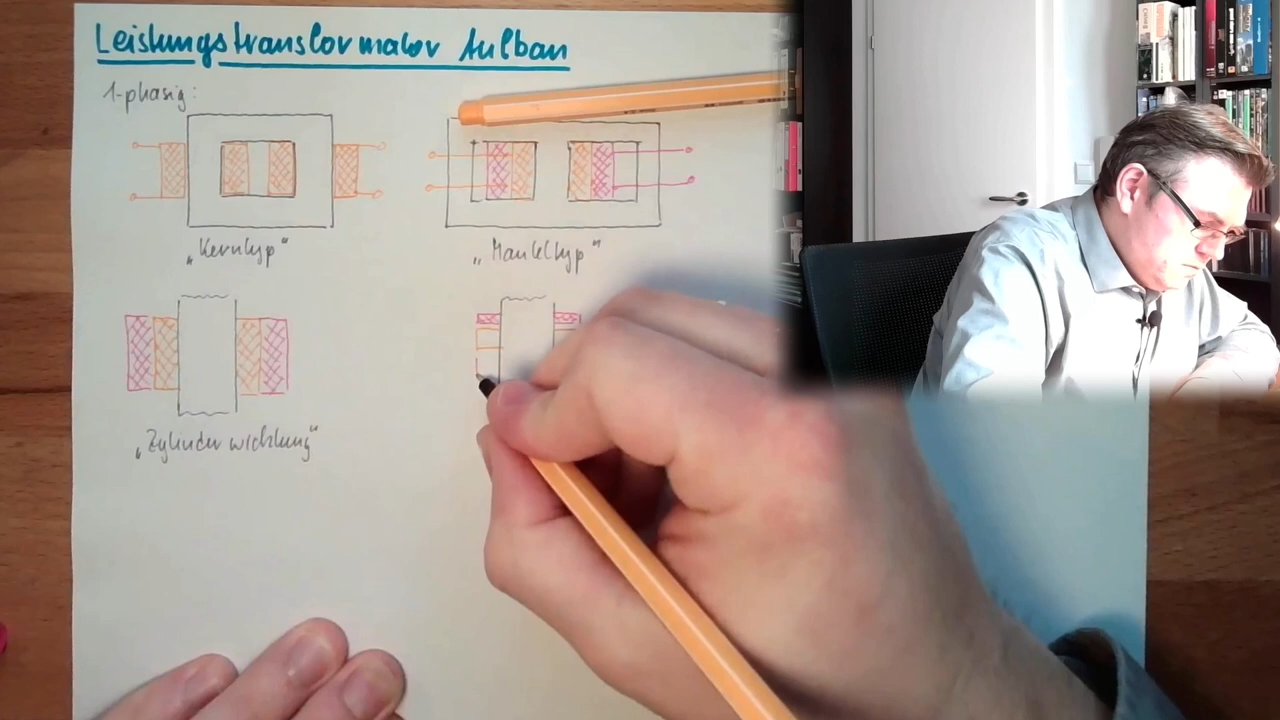 Leistungstransformator Aufbau
1-phasig:
„Kerntyp“ „Manteltyp“
„Zylinderwicklung“